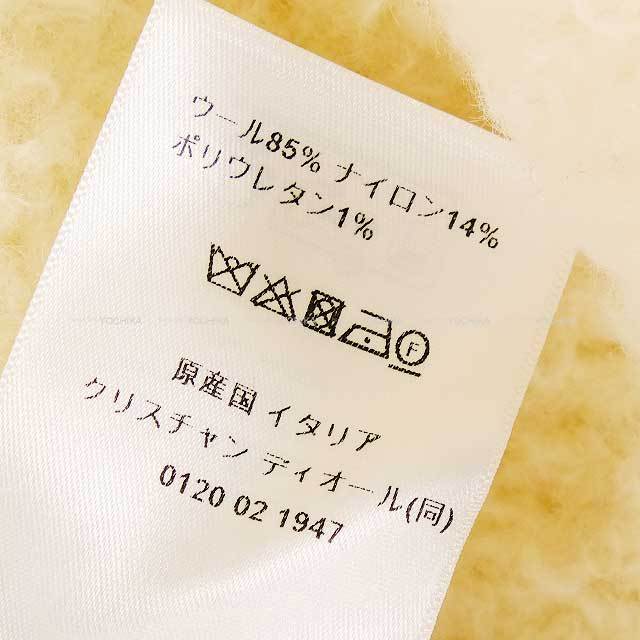 ウール85% ナイロン14%
ポリウレタン1%
F
原産国 イタリア
クリスチャン ディオール(同)
0120 02 1947
YOSHIKA
YOSHIKA